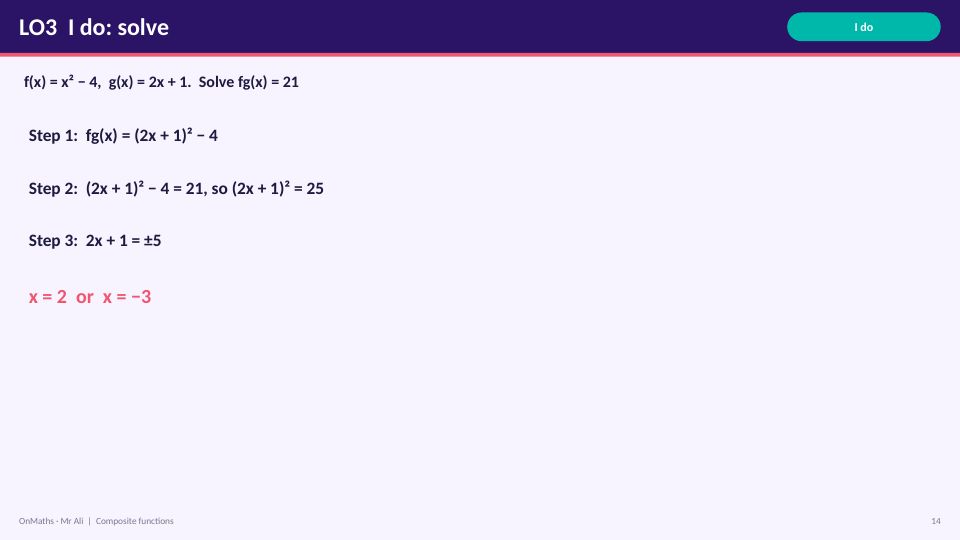 LO3 I do: solve
I do
f(x) = x² − 4, g(x) = 2x + 1. Solve fg(x) = 21
Step 1: fg(x) = (2x + 1)² − 4
Step 2: (2x + 1)² − 4 = 21, so (2x + 1)² = 25
Step 3: 2x + 1 = ±5
x = 2 or x = −3
OnMaths - Mr Ali | Composite functions
14